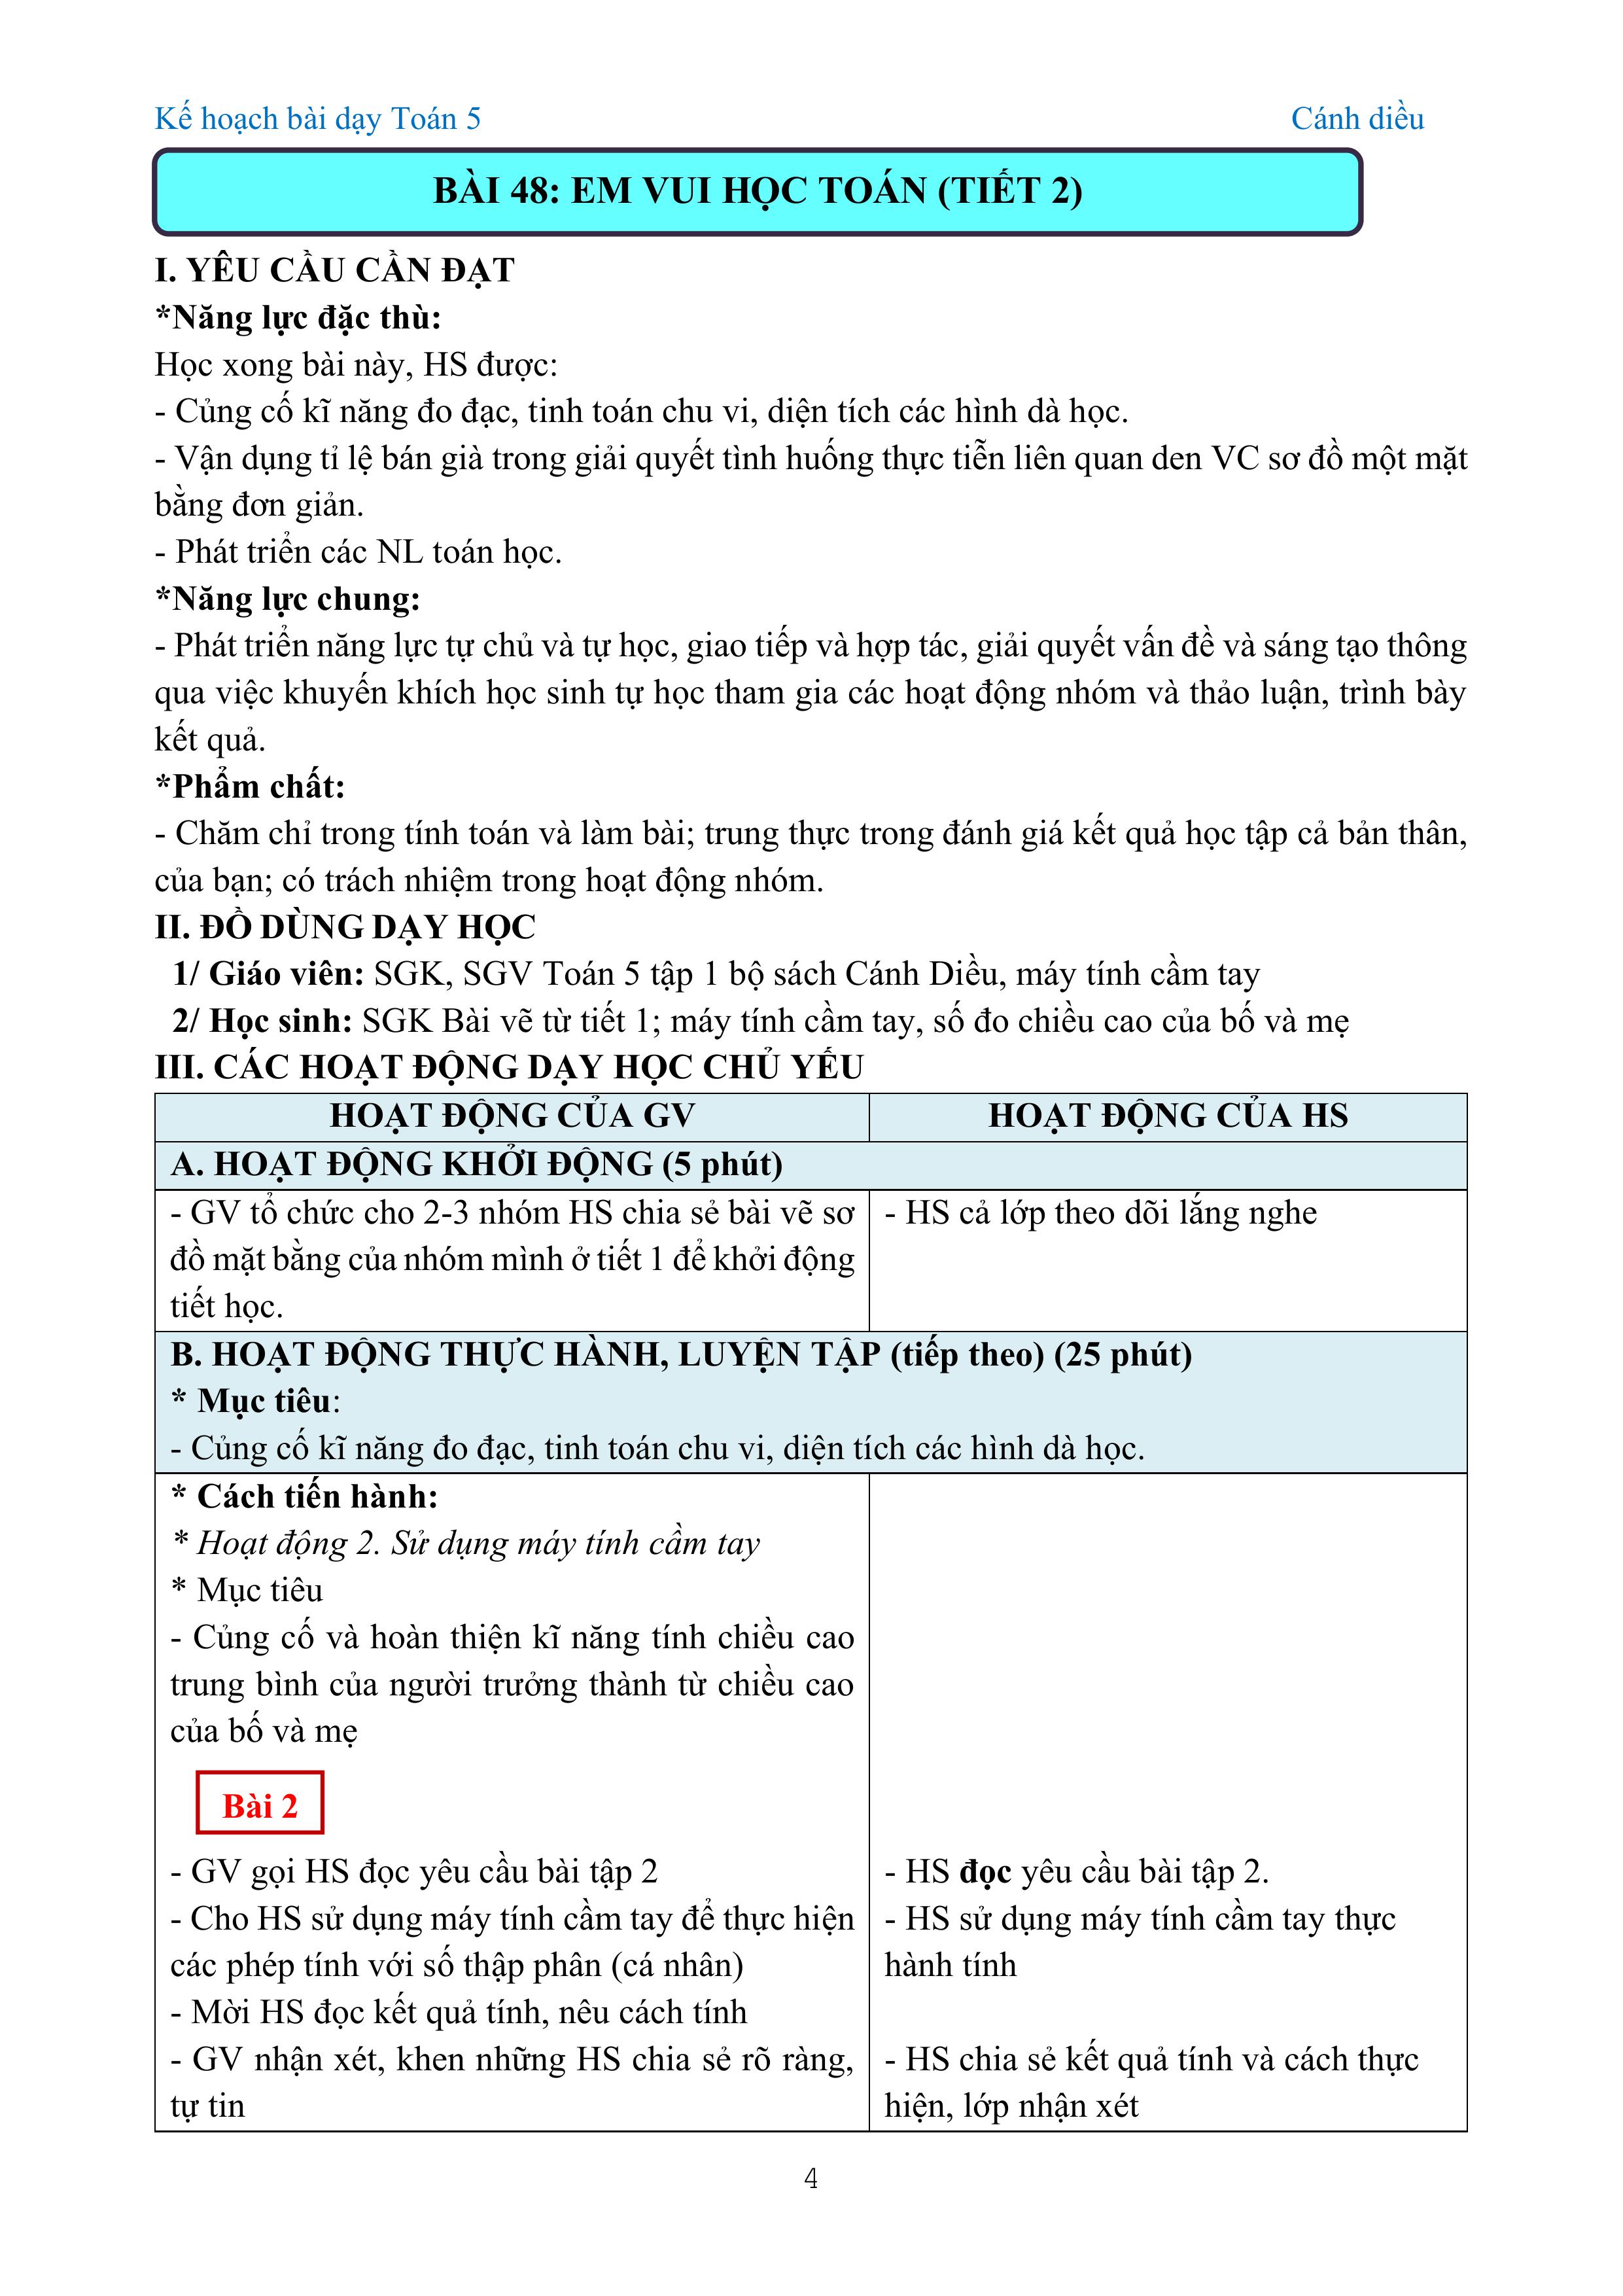 Kế hoạch bài dạy Toán 5 Cánh diều
BÀI 48: EM VUI HỌC TOÁN (TIẾT 2)
I. YÊU CẦU CẦN ĐẠT
*Năng lực đặc thù:
Học xong bài này, HS được:
- Củng cố kĩ năng đo đạc, tinh toán chu vi, diện tích các hình dà học.
- Vận dụng tỉ lệ bán già trong giải quyết tình huống thực tiễn liên quan den VC sơ đồ một mặt
bằng đơn giản.
- Phát triển các NL toán học.
*Năng lực chung:
- Phát triển năng lực tự chủ và tự học, giao tiếp và hợp tác, giải quyết vấn đề và sáng tạo thông
qua việc khuyến khích học sinh tự học tham gia các hoạt động nhóm và thảo luận, trình bày
kết quả.
*Phẩm chất:
- Chăm chỉ trong tính toán và làm bài; trung thực trong đánh giá kết quả học tập cả bản thân,
của bạn; có trách nhiệm trong hoạt động nhóm.
II. ĐỒ DÙNG DẠY HỌC
1/ Giáo viên: SGK, SGV Toán 5 tập 1 bộ sách Cánh Diều, máy tính cầm tay
2/ Học sinh: SGK Bài vẽ từ tiết 1; máy tính cầm tay, số đo chiều cao của bố và mẹ
III. CÁC HOẠT ĐỘNG DẠY HỌC CHỦ YẾU
HOẠT ĐỘNG CỦA GV
HOẠT ĐỘNG CỦA HS
A. HOẠT ĐỘNG KHỞI ĐỘNG (5 phút)
- GV tổ chức cho 2-3 nhóm HS chia sẻ bài vẽ sơ
đồ mặt bằng của nhóm mình ở tiết 1 để khởi động
tiết học.
- HS cả lớp theo dõi lắng nghe
B. HOẠT ĐỘNG THỰC HÀNH, LUYỆN TẬP (tiếp theo) (25 phút)
* Mục tiêu:
- Củng cố kĩ năng đo đạc, tinh toán chu vi, diện tích các hình dà học.
* Cách tiến hành:
* Hoạt động 2. Sử dụng máy tính cầm tay
* Mục tiêu
- Củng cố và hoàn thiện kĩ năng tính chiều cao
trung bình của người trưởng thành từ chiều cao
của bố và mẹ
Bài 2
- GV gọi HS đọc yêu cầu bài tập 2
- Cho HS sử dụng máy tính cầm tay để thực hiện
các phép tính với số thập phân (cá nhân)
- Mời HS đọc kết quả tính, nêu cách tính
- GV nhận xét, khen những HS chia sẻ rõ ràng,
tự tin
- HS đọc yêu cầu bài tập 2.
- HS sử dụng máy tính cầm tay thực
hành tính
- HS chia sẻ kết quả tính và cách thực
hiện, lớp nhận xét
4